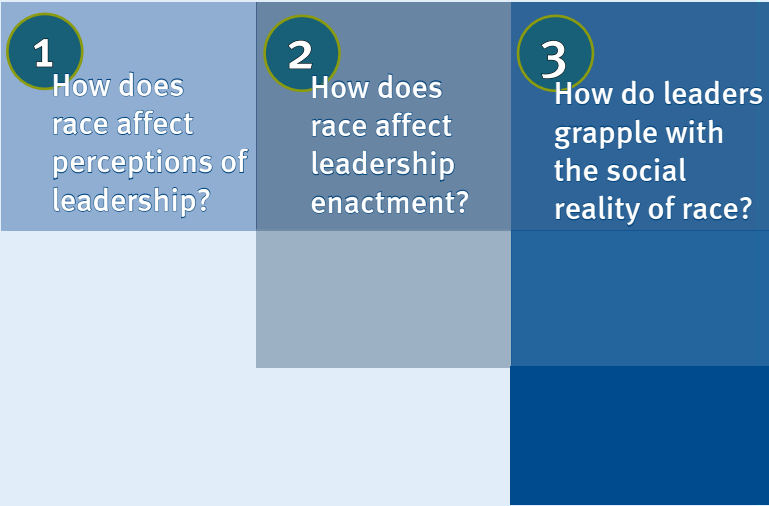 1
How does
race affect
perceptions of
leadership?
2
How does
race affect
leadership
enactment?
3
How do leaders
grapple with
the social
reality of race?